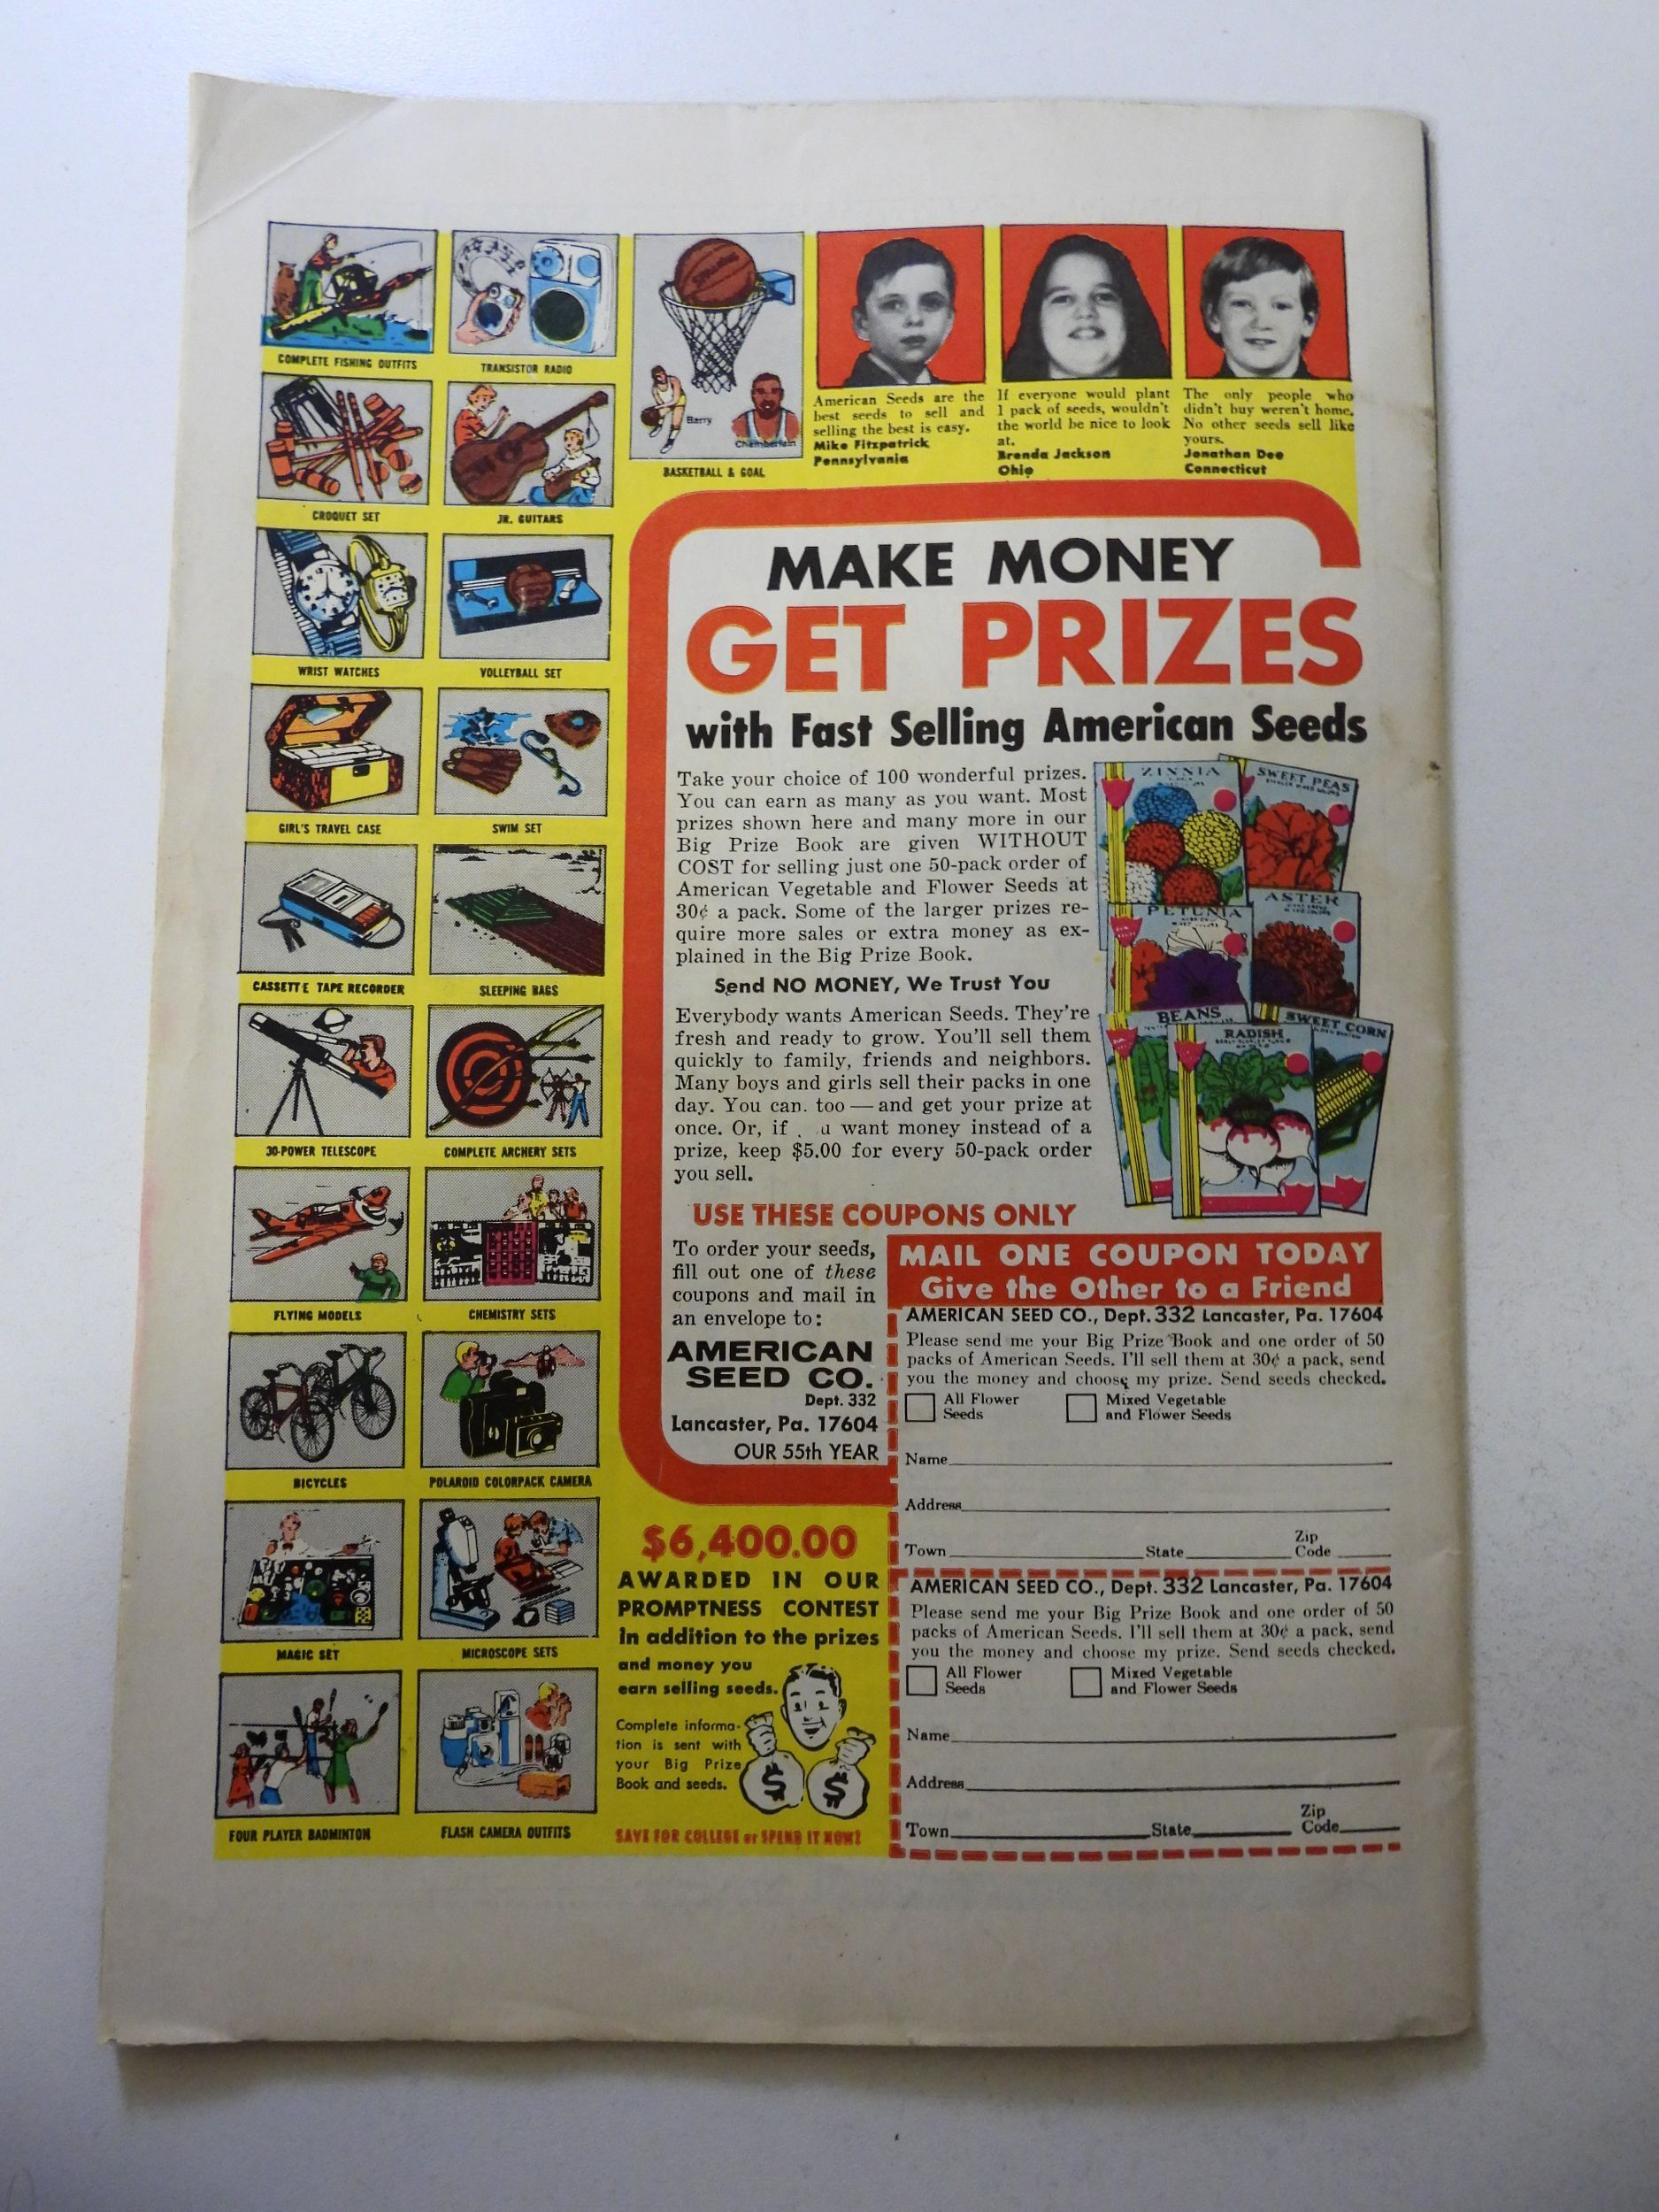 COMPLETE FISHING OUTFITS
TRANSISTOR RADIO
Barry
Chamberlain
BASKETBALL & GOAL
CROQUET SET
JR. GUITARS
WRIST WATCHES
VOLLEYBALL SET
GIRL'S TRAVEL CASE
SWIM SET
CASSETTE TAPE RECORDER
SLEEPING BAGS
30-POWER TELESCOPE
COMPLETE ARCHERY SETS
FLYING MODELS
CHEMISTRY SETS
BICYCLES
POLAROID COLORPACK CAMERA
MAGIC SET
MICROSCOPE SETS
FOUR PLAYER BADMINTON
FLASH CAMERA OUTFITS
American Seeds are the
best seeds to sell and
selling the best is easy.
Mike Fitzpatrick
Pennsylvania
If everyone would plant
1 pack of seeds, wouldn't
the world be nice to look
at.
Brenda Jackson
Ohio
The only people who
didn't buy weren't home.
No other seeds sell like
yours.
Jonathan Dee
Connecticut
MAKE MONEY
GET PRIZES
with Fast Selling American Seeds
Take your choice of 100 wonderful prizes.
You can earn as many as you want. Most
prizes shown here and many more in our
Big Prize Book are given WITHOUT
COST for selling just one 50-pack order of
American Vegetable and Flower Seeds at
30¢ a pack. Some of the larger prizes re-
quire more sales or extra money as ex-
plained in the Big Prize Book.
Send NO MONEY, We Trust You
Everybody wants American Seeds. They're
fresh and ready to grow. You'll sell them
quickly to family, friends and neighbors.
Many boys and girls sell their packs in one
day. You can. too — and get your prize at
once. Or, if u want money instead of a
prize, keep $5.00 for every 50-pack order
you sell.
ZINNIA
SWEET PEAS
PETUNIA
ASTER
BEANS
RADISH
SWEET CORN
USE THESE COUPONS ONLY
To order your seeds,
fill out one of these
coupons and mail in
an envelope to:
AMERICAN
SEED CO.
Dept. 332
Lancaster, Pa. 17604
OUR 55th YEAR
MAIL ONE COUPON TODAY
Give the Other to a Friend
AMERICAN SEED CO., Dept. 332 Lancaster, Pa. 17604
Please send me your Big Prize Book and one order of 50
packs of American Seeds. I'll sell them at 30¢ a pack, send
you the money and choose my prize. Send seeds checked.
All Flower
Seeds
Mixed Vegetable
and Flower Seeds
Name
Address
Town State Zip
Code
AMERICAN SEED CO., Dept. 332 Lancaster, Pa. 17604
Please send me your Big Prize Book and one order of 50
packs of American Seeds. I'll sell them at 30¢ a pack, send
you the money and choose my prize. Send seeds checked.
All Flower
Seeds
Mixed Vegetable
and Flower Seeds
Name
Address
Town State Zip
Code
$6,400.00
AWARDED IN OUR
PROMPTNESS CONTEST
in addition to the prizes
and money you
earn selling seeds.
Complete informa-
tion is sent with
your Big Prize
Book and seeds.
$ $
SAVE FOR COLLEGE or SPEND IT NOW!